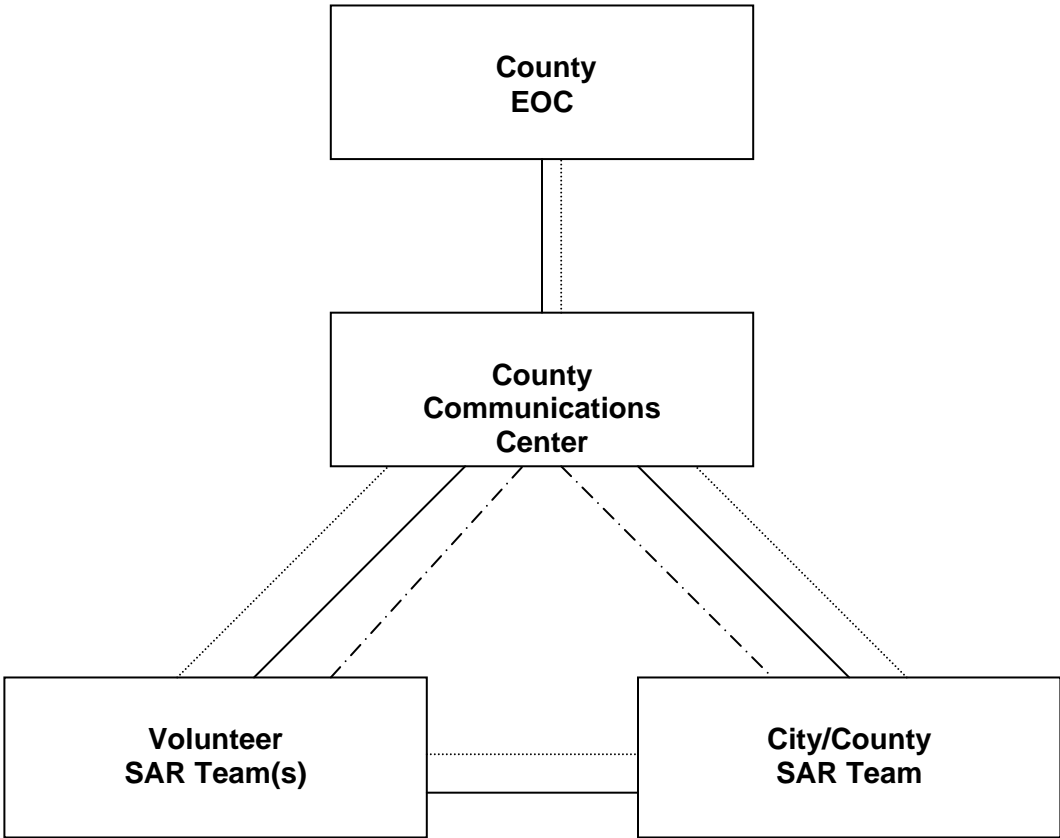 County
EOC
County
Communications
Center
Volunteer
SAR Team(s)
City/County
SAR Team